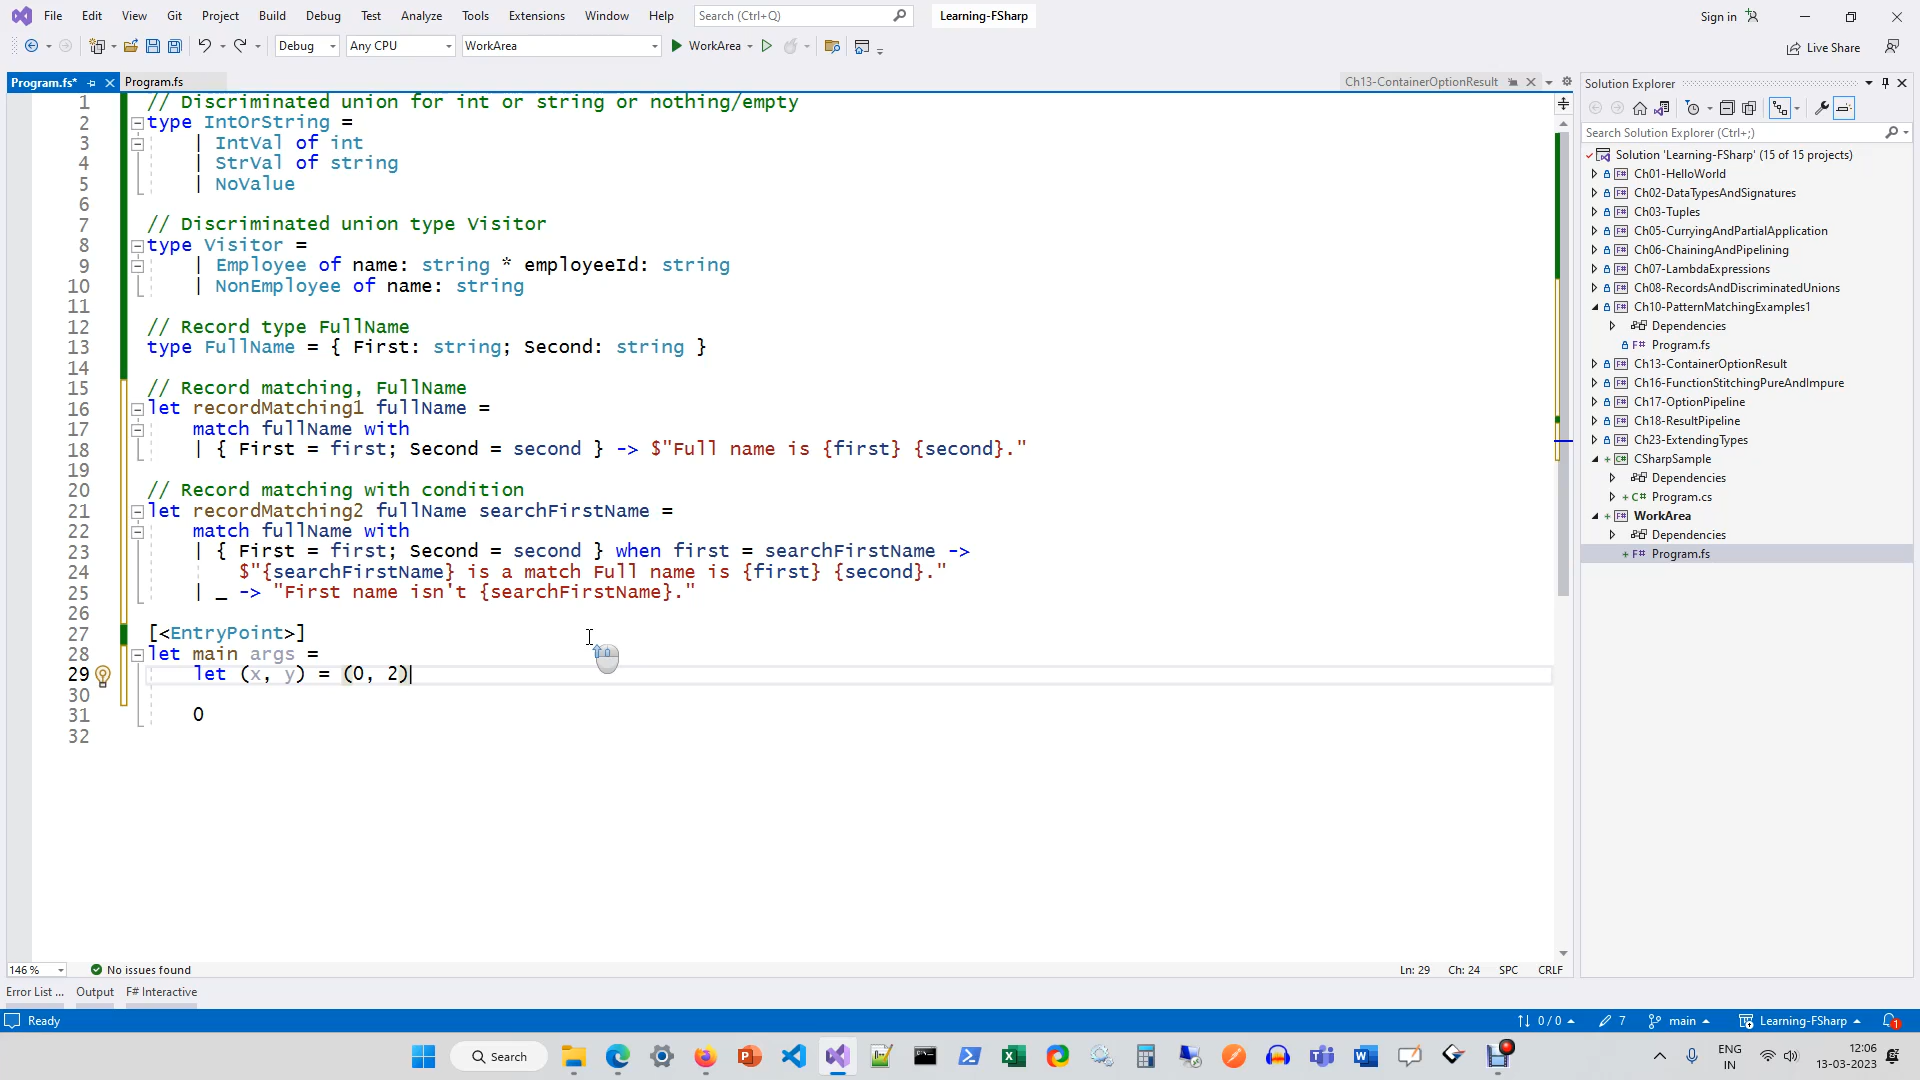 File Edit View Git Project Build Debug Test Analyze Tools Extensions Window Help Search (Ctrl+Q) Learning-FSharp Sign in
Debug Any CPU WorkArea WorkArea Live Share
Program.fs* Program.fs Ch13-ContainerOptionResult
1 // Discriminated union for int or string or nothing/empty
2 type IntOrString =
3 | IntVal of int
4 | StrVal of string
5 | NoValue
6
7 // Discriminated union type Visitor
8 type Visitor =
9 | Employee of name: string * employeeId: string
10 | NonEmployee of name: string
11
12 // Record type FullName
13 type FullName = { First: string; Second: string }
14
15 // Record matching, FullName
16 let recordMatching1 fullName =
17 match fullName with
18 | { First = first; Second = second } -> $"Full name is {first} {second}."
19
20 // Record matching with condition
21 let recordMatching2 fullName searchFirstName =
22 match fullName with
23 | { First = first; Second = second } when first = searchFirstName ->
24 $"{searchFirstName} is a match Full name is {first} {second}."
25 | _ -> "First name isn't {searchFirstName}."
26
27 [<EntryPoint>]
28 let main args =
29 let (x, y) = (0, 2)
30
31 0
32
Solution Explorer
Search Solution Explorer (Ctrl+;)
Solution 'Learning-FSharp' (15 of 15 projects)
Ch01-HelloWorld
Ch02-DataTypesAndSignatures
Ch03-Tuples
Ch05-CurryingAndPartialApplication
Ch06-ChainingAndPipelining
Ch07-LambdaExpressions
Ch08-RecordsAndDiscriminatedUnions
Ch10-PatternMatchingExamples1
Dependencies
Program.fs
Ch13-ContainerOptionResult
Ch16-FunctionStitchingPureAndImpure
Ch17-OptionPipeline
Ch18-ResultPipeline
Ch23-ExtendingTypes
CSharpSample
Dependencies
Program.cs
WorkArea
Dependencies
Program.fs
146 % No issues found Ln: 29 Ch: 24 SPC CRLF
Error List ... Output F# Interactive
Ready 0 / 0 7 main Learning-FSharp 1
Search ENG IN 12:06 13-03-2023